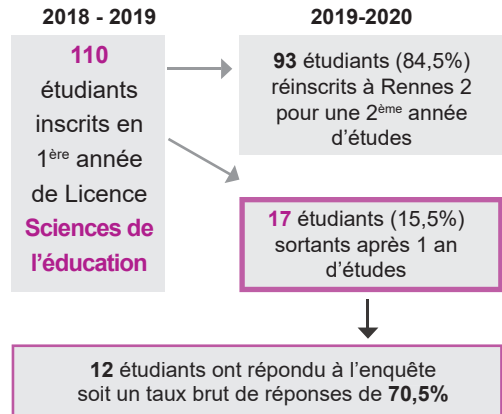 2018 - 2019
110
étudiants
inscrits en
1ère année
de Licence
Sciences de
l'éducation
2019-2020
93 étudiants (84,5%)
réinscrits à Rennes 2
pour une 2ème année
d'études
17 étudiants (15,5%)
sortants après 1 an
d'études
12 étudiants ont répondu à l'enquête
soit un taux brut de réponses de 70,5%